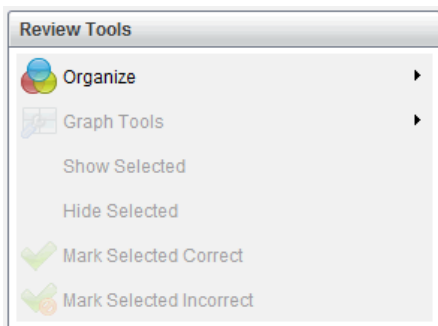 Review Tools
Organize
Graph Tools
Show Selected
Hide Selected
Mark Selected Correct
Mark Selected Incorrect